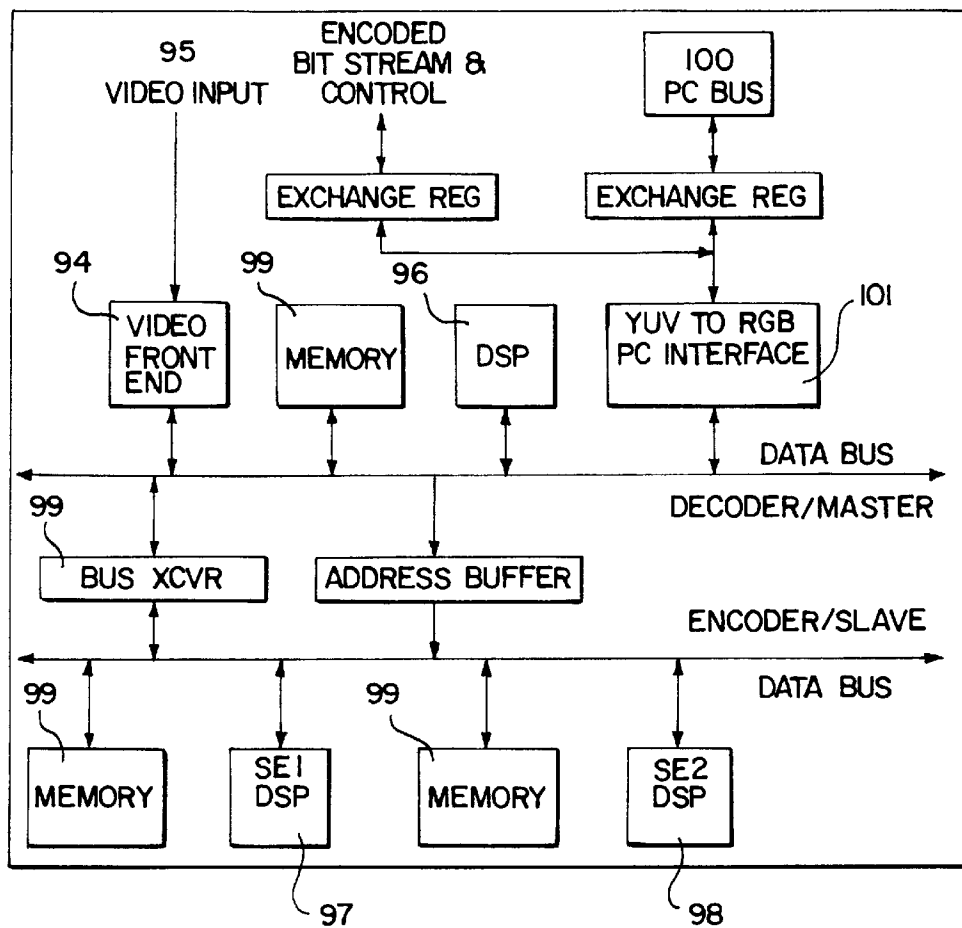 95
VIDEO INPUT
ENCODED
BIT STREAM &
CONTROL
100
PC BUS
EXCHANGE REG
EXCHANGE REG
94
VIDEO
FRONT
END
99
MEMORY
96
DSP
YUV TO RGB
PC INTERFACE
101
DATA BUS
DECODER/MASTER
99
BUS XCVR
ADDRESS BUFFER
ENCODER/SLAVE
DATA BUS
99
MEMORY
SE1
DSP
97
99
MEMORY
SE2
DSP
98